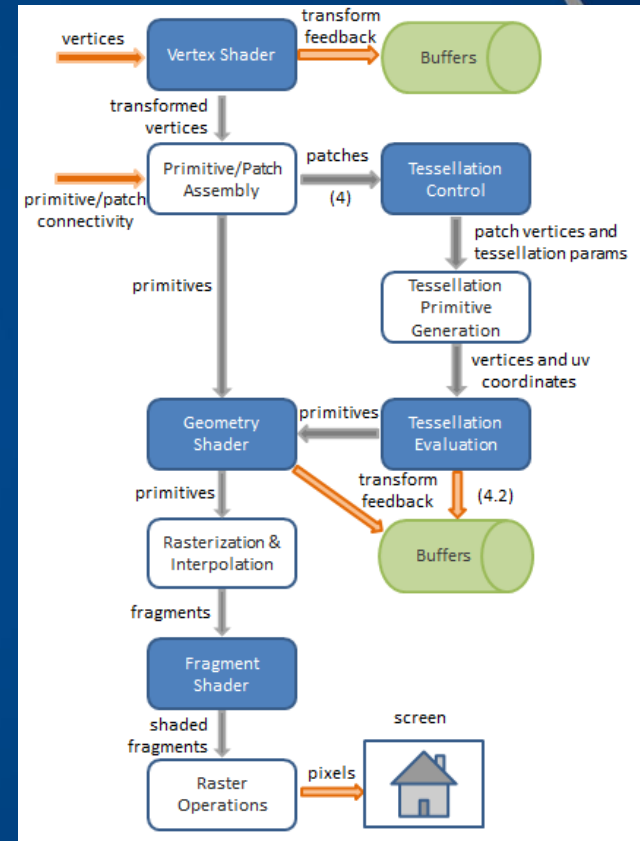 vertices
Vertex Shader
transform
feedback
Buffers
transformed
vertices
primitive/patch
connectivity
Primitive/Patch
Assembly
patches
(4)
Tessellation
Control
patch vertices and
tessellation params
primitives
Tessellation
Primitive
Generation
vertices and uv
coordinates
Geometry
Shader
primitives
Tessellation
Evaluation
primitives
transform
feedback
(4.2)
Rasterization &
Interpolation
Buffers
fragments
Fragment
Shader
shaded
fragments
screen
Raster
Operations
pixels